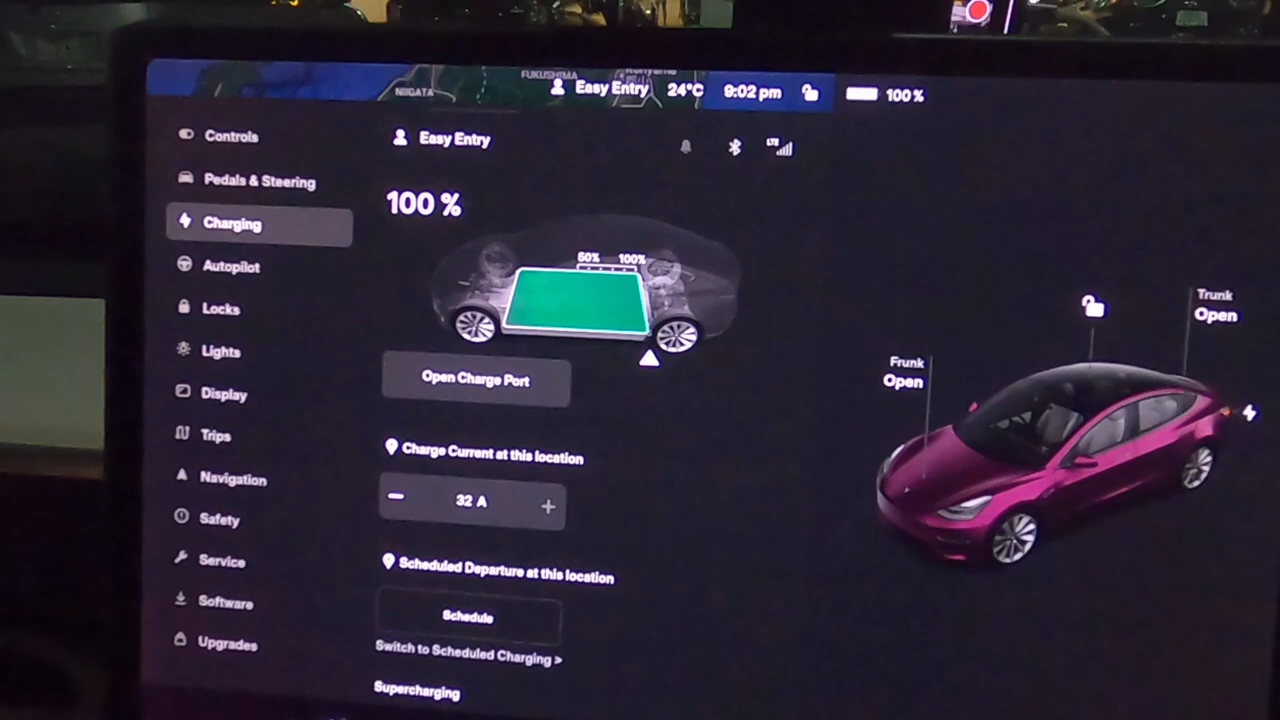 FUKUSHIMA
NIIGATA
Easy Entry 24°C 9:02 pm 100 %
Controls
Pedals & Steering
Charging
Autopilot
Locks
Lights
Display
Trips
Navigation
Safety
Service
Software
Upgrades
Easy Entry
LTE
100 %
50% 100%
Open Charge Port
Charge Current at this location
32 A
Scheduled Departure at this location
Schedule
Switch to Scheduled Charging >
Supercharging
Frunk
Open
Trunk
Open